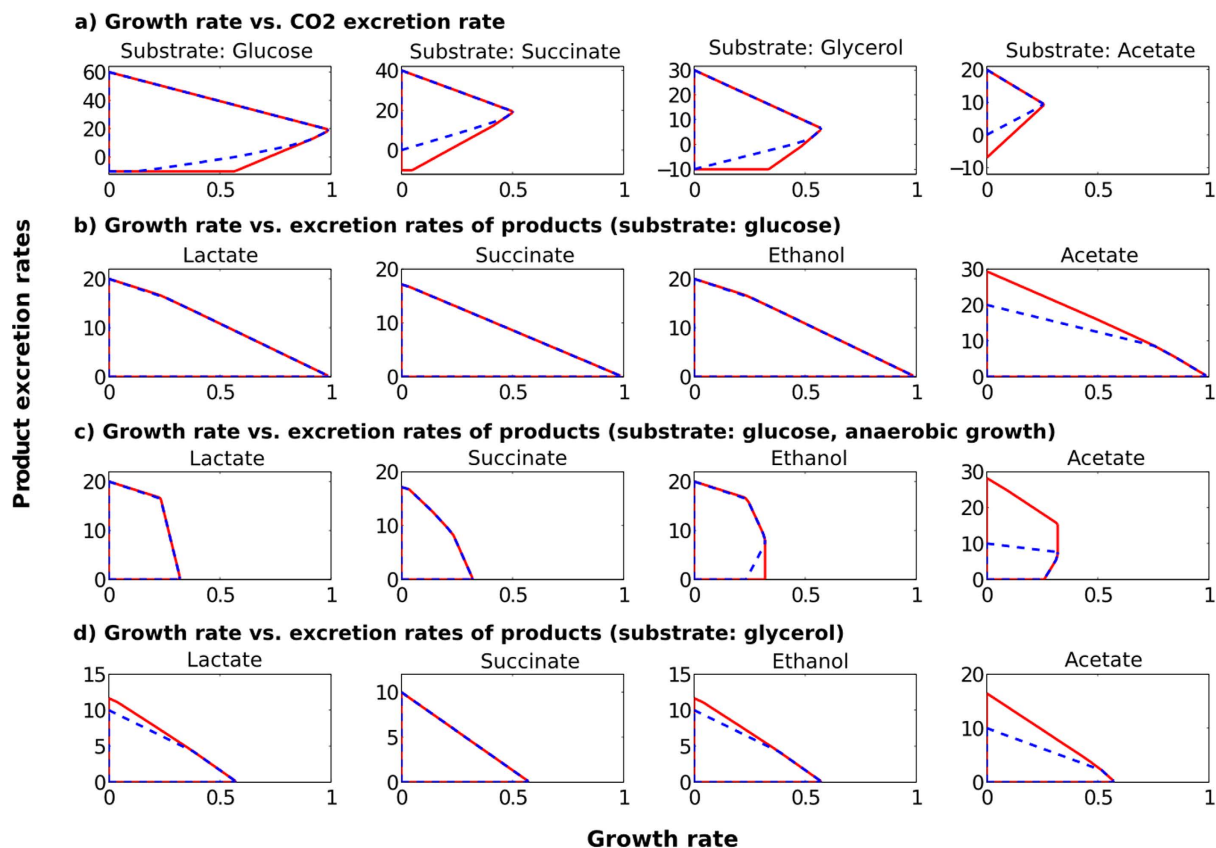 a) Growth rate vs. CO2 excretion rate
Substrate: Glucose Substrate: Succinate Substrate: Glycerol Substrate: Acetate
60 40 30 20
40 20 20 10
20 0 10 0
0 0 −10
−10
0 0.5 1 0 0.5 1 0 0.5 1 0 0.5 1
Product excretion rates
b) Growth rate vs. excretion rates of products (substrate: glucose)
Lactate Succinate Ethanol Acetate
20 20 20 30
10 10 10 20
0 0 0 10
0
0 0.5 1 0 0.5 1 0 0.5 1 0 0.5 1
c) Growth rate vs. excretion rates of products (substrate: glucose, anaerobic growth)
Lactate Succinate Ethanol Acetate
20 20 20 30
10 10 10 20
0 0 0 10
0
0 0.5 1 0 0.5 1 0 0.5 1 0 0.5 1
d) Growth rate vs. excretion rates of products (substrate: glycerol)
Lactate Succinate Ethanol Acetate
15 10 15 20
10 5 10 10
5 0 5 0
0 0
0 0.5 1 0 0.5 1 0 0.5 1 0 0.5 1
Growth rate